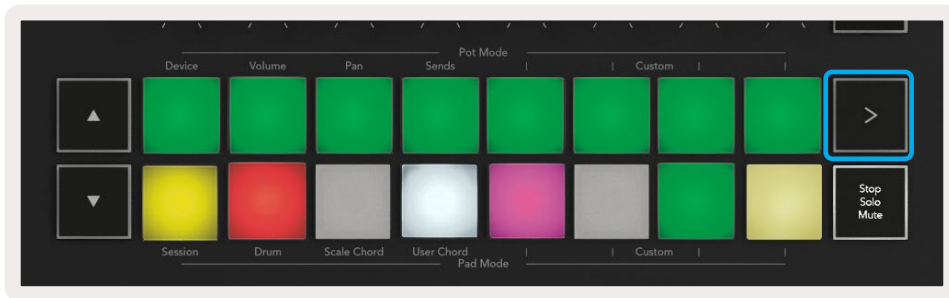 Pot Mode
Device Volume Pan Sends | | Custom | |
▲ >
▼ Stop
Solo
Mute
Session Drum Scale Chord User Chord | | Custom | |
Pad Mode